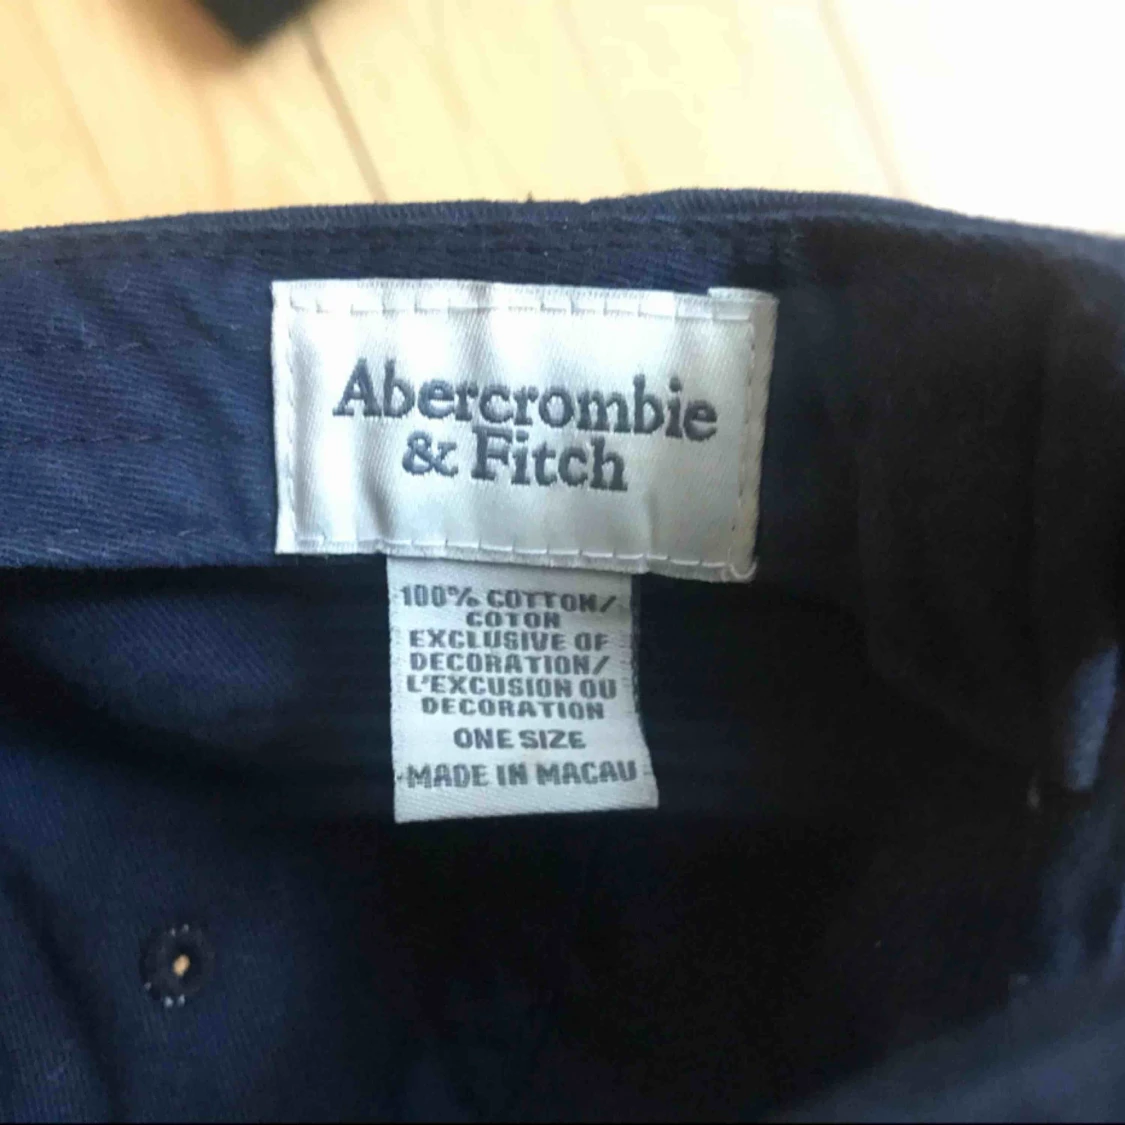 Abercrombie
& Fitch
100% COTTON/
COTON
EXCLUSIVE OF
DECORATION/
L'EXCUSION OU
DECORATION
ONE SIZE
MADE IN MACAU